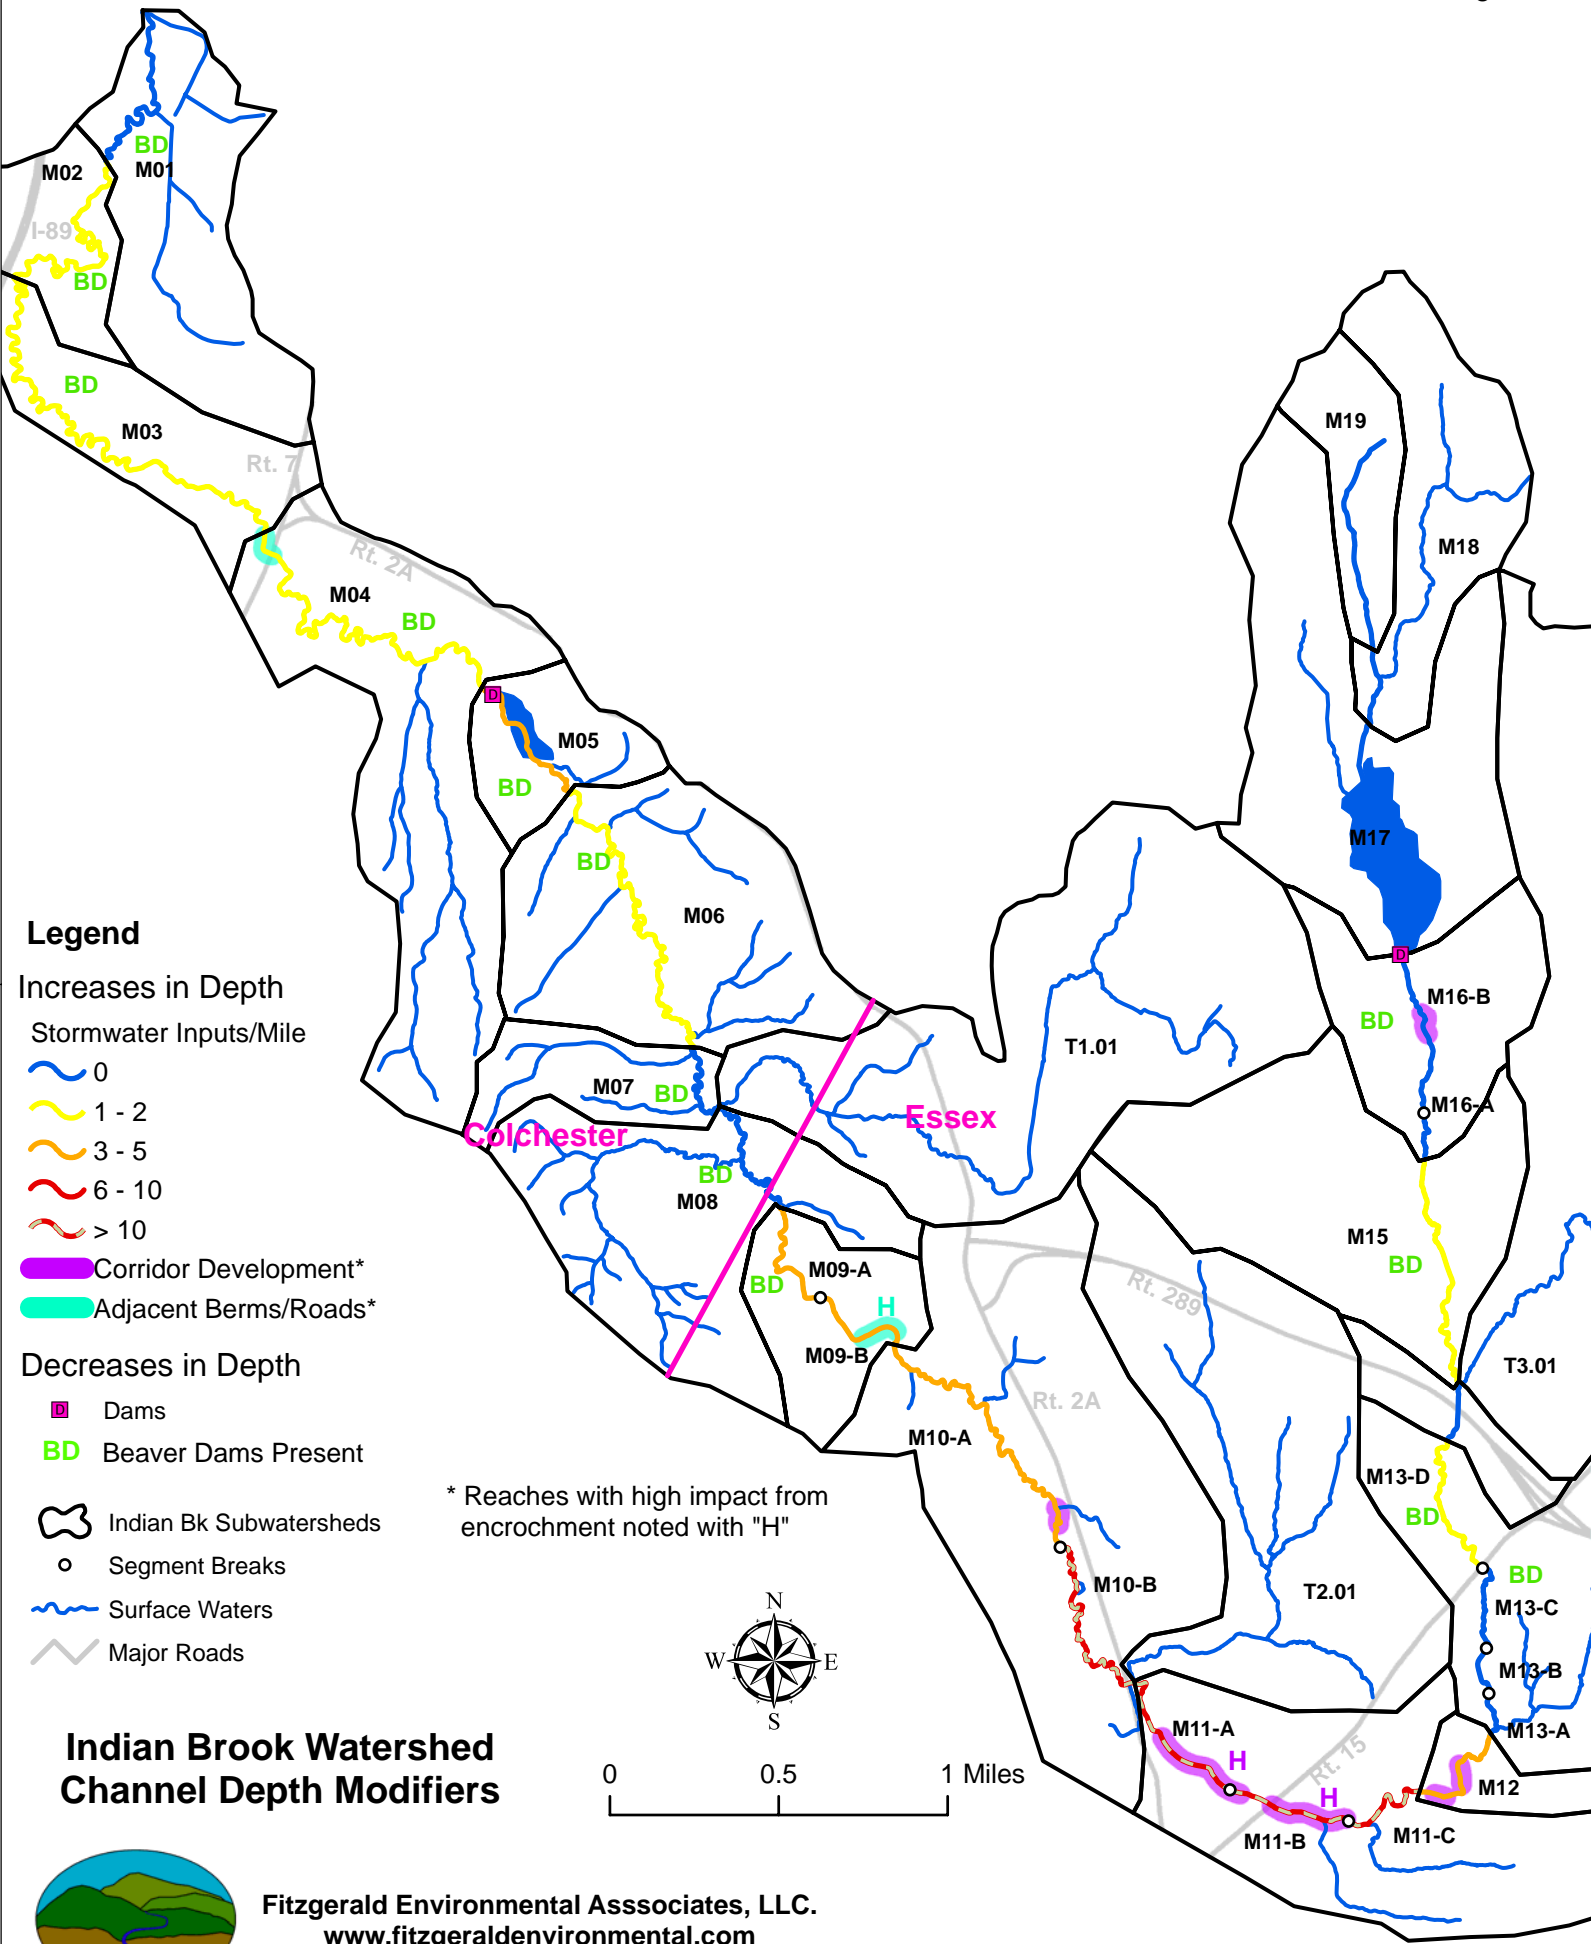 BD
M01
M02
I-89
BD
BD
M03
Rt. 7
Rt. 2A
M04
BD
D
M05
BD
BD
M06
M07
BD
Colchester
Essex
BD
M08
T1.01
M19
M18
M17
D
M16-B
BD
M16-A
M15
BD
Rt. 289
T3.01
M09-A
BD
H
M09-B
Rt. 2A
M10-A
M10-B
T2.01
M13-D
BD
BD
M13-C
M13-B
M13-A
M11-A
H
Rt. 15
H
M12
M11-B
M11-C
Legend
Increases in Depth
Stormwater Inputs/Mile
0
1 - 2
3 - 5
6 - 10
> 10
Corridor Development*
Adjacent Berms/Roads*
Decreases in Depth
D Dams
BD Beaver Dams Present
Indian Bk Subwatersheds
Segment Breaks
Surface Waters
Major Roads
* Reaches with high impact from
encrochment noted with "H"
N
W E
S
0 0.5 1 Miles
Indian Brook Watershed
Channel Depth Modifiers
Fitzgerald Environmental Asssociates, LLC.
www.fitzgeraldenvironmental.com